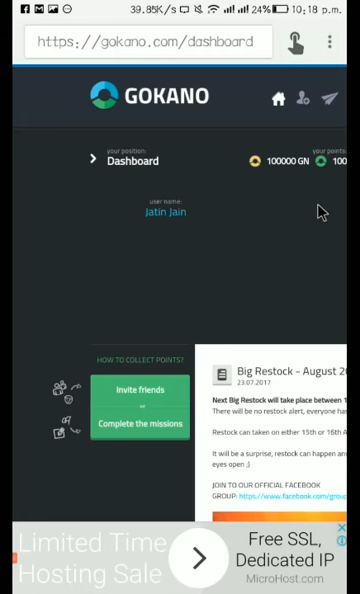 39.85K/s 24% 10:18 p.m.
https://gokano.com/dashboard
GOKANO
your position:
Dashboard
your points:
100000 GN 100
user name:
Jatin Jain
HOW TO COLLECT POINTS?
Invite friends
or
Complete the missions
Big Restock - August 20
23.07.2017
Next Big Restock will take place between 1
There will be no restock alert, everyone has
Restock can taken on either 15th or 16th A
It will be a surprise, restock can happen an
eyes open ;)
JOIN TO OUR OFFICIAL FACEBOOK
GROUP: https://www.facebook.com/group
Limited Time
Hosting Sale
Free SSL,
Dedicated IP
MicroHost.com